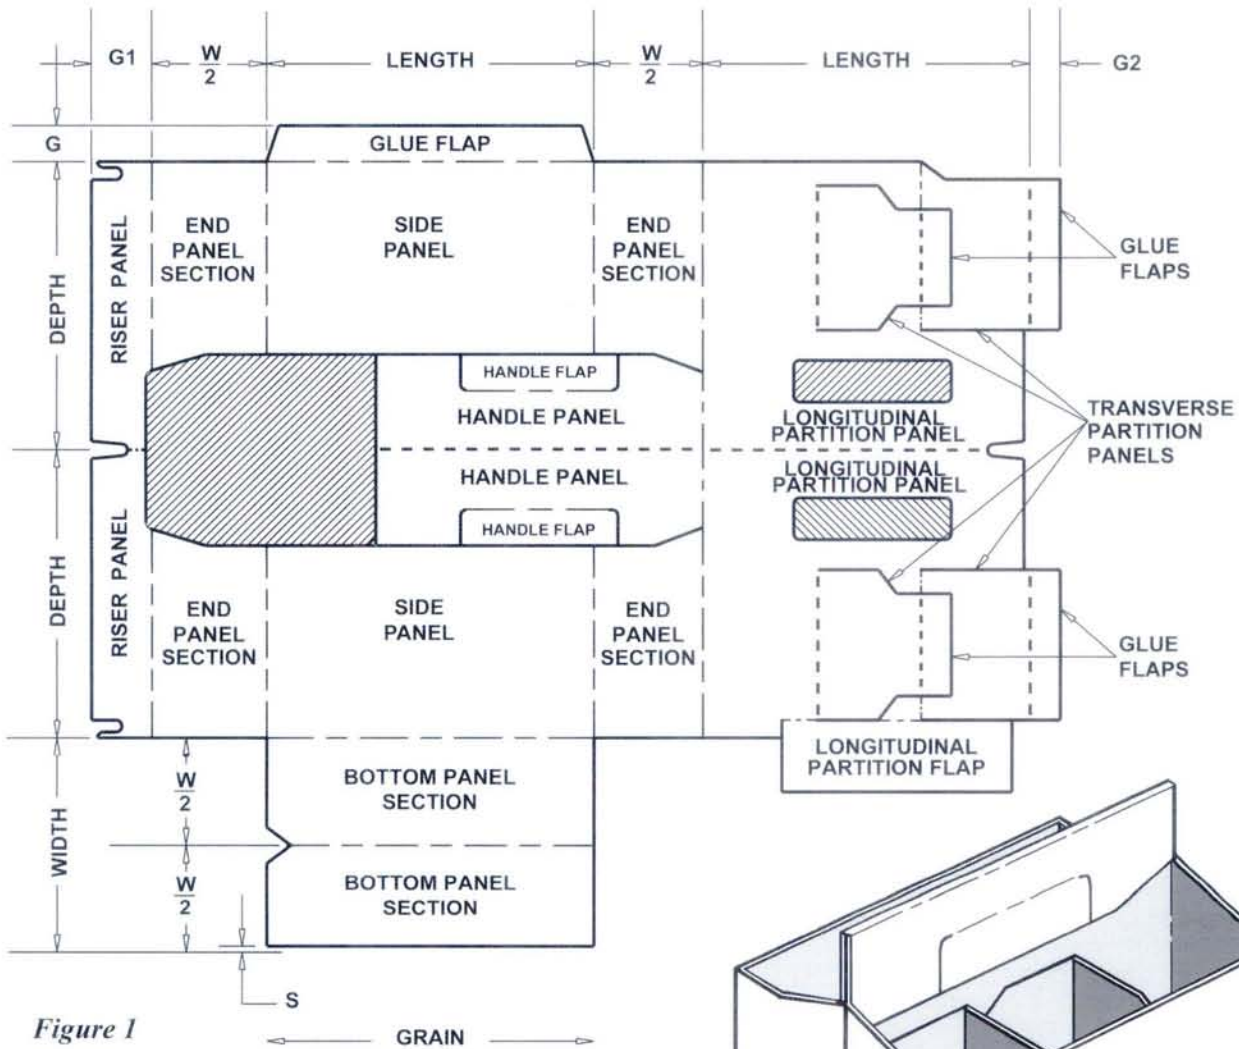 G1
W
2
LENGTH
W
2
LENGTH
G2
G
GLUE FLAP
DEPTH
RISER PANEL
END
PANEL
SECTION
SIDE
PANEL
END
PANEL
SECTION
GLUE
FLAPS
HANDLE FLAP
HANDLE PANEL
LONGITUDINAL
PARTITION PANEL
TRANSVERSE
PARTITION
PANELS
HANDLE PANEL
LONGITUDINAL
PARTITION PANEL
HANDLE FLAP
DEPTH
RISER PANEL
END
PANEL
SECTION
SIDE
PANEL
END
PANEL
SECTION
GLUE
FLAPS
LONGITUDINAL
PARTITION FLAP
WIDTH
W
2
BOTTOM PANEL
SECTION
W
2
BOTTOM PANEL
SECTION
S
Figure 1
GRAIN